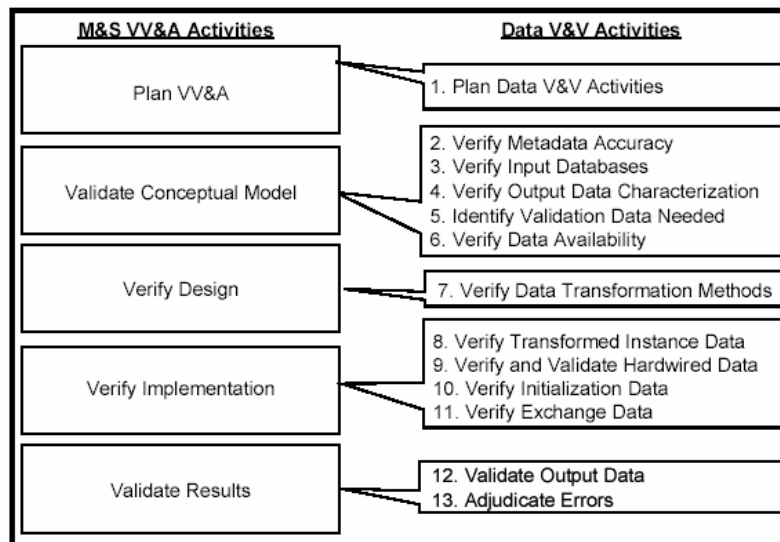 M&S VV&A Activities
Data V&V Activities
Plan VV&A
1. Plan Data V&V Activities
Validate Conceptual Model
2. Verify Metadata Accuracy
3. Verify Input Databases
4. Verify Output Data Characterization
5. Identify Validation Data Needed
6. Verify Data Availability
Verify Design
7. Verify Data Transformation Methods
Verify Implementation
8. Verify Transformed Instance Data
9. Verify and Validate Hardwired Data
10. Verify Initialization Data
11. Verify Exchange Data
Validate Results
12. Validate Output Data
13. Adjudicate Errors